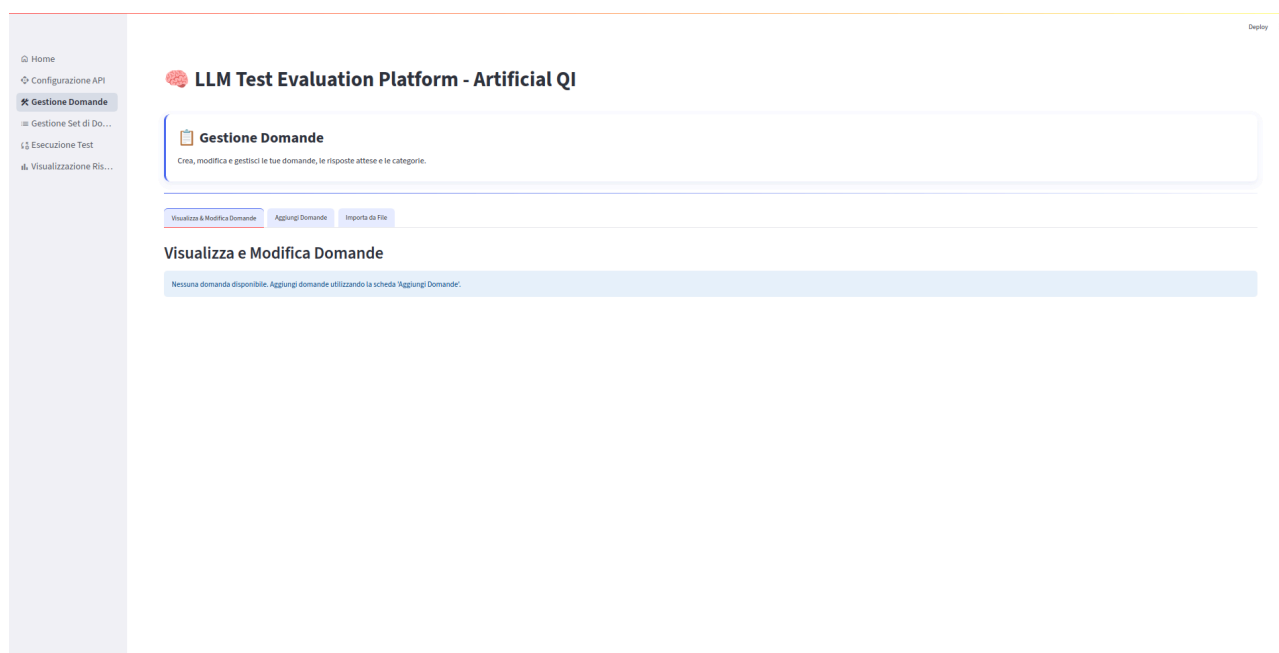 Deploy
Home
Configurazione API
Gestione Domande
Gestione Set di Do...
Esecuzione Test
Visualizzazione Ris...
LLM Test Evaluation Platform - Artificial QI
Gestione Domande
Crea, modifica e gestisci le tue domande, le risposte attese e le categorie.
Visualizza & Modifica Domande
Aggiungi Domande
Importa da File
Visualizza e Modifica Domande
Nessuna domanda disponibile. Aggiungi domande utilizzando la scheda 'Aggiungi Domande'.